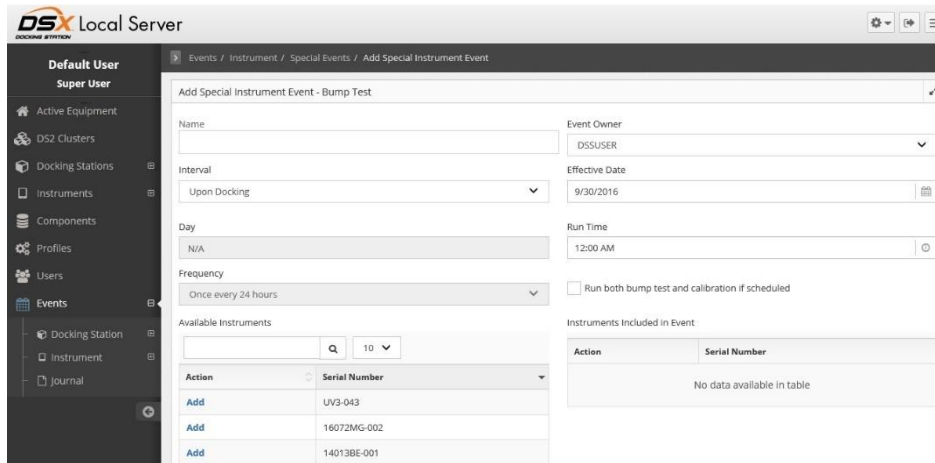 DSX Local Server
DOCKING STATION
Default User
Super User
Active Equipment
DS2 Clusters
Docking Stations
Instruments
Components
Profiles
Users
Events
Docking Station
Instrument
Journal
Events / Instrument / Special Events / Add Special Instrument Event
Add Special Instrument Event - Bump Test
Name
Event Owner
DSSUSER
Interval
Upon Docking
Effective Date
9/30/2016
Day
N/A
Run Time
12:00 AM
Frequency
Once every 24 hours
Run both bump test and calibration if scheduled
Available Instruments
10
Action Serial Number
Add UV3-043
Add 16072MG-002
Add 14013BE-001
Instruments Included in Event
Action Serial Number
No data available in table